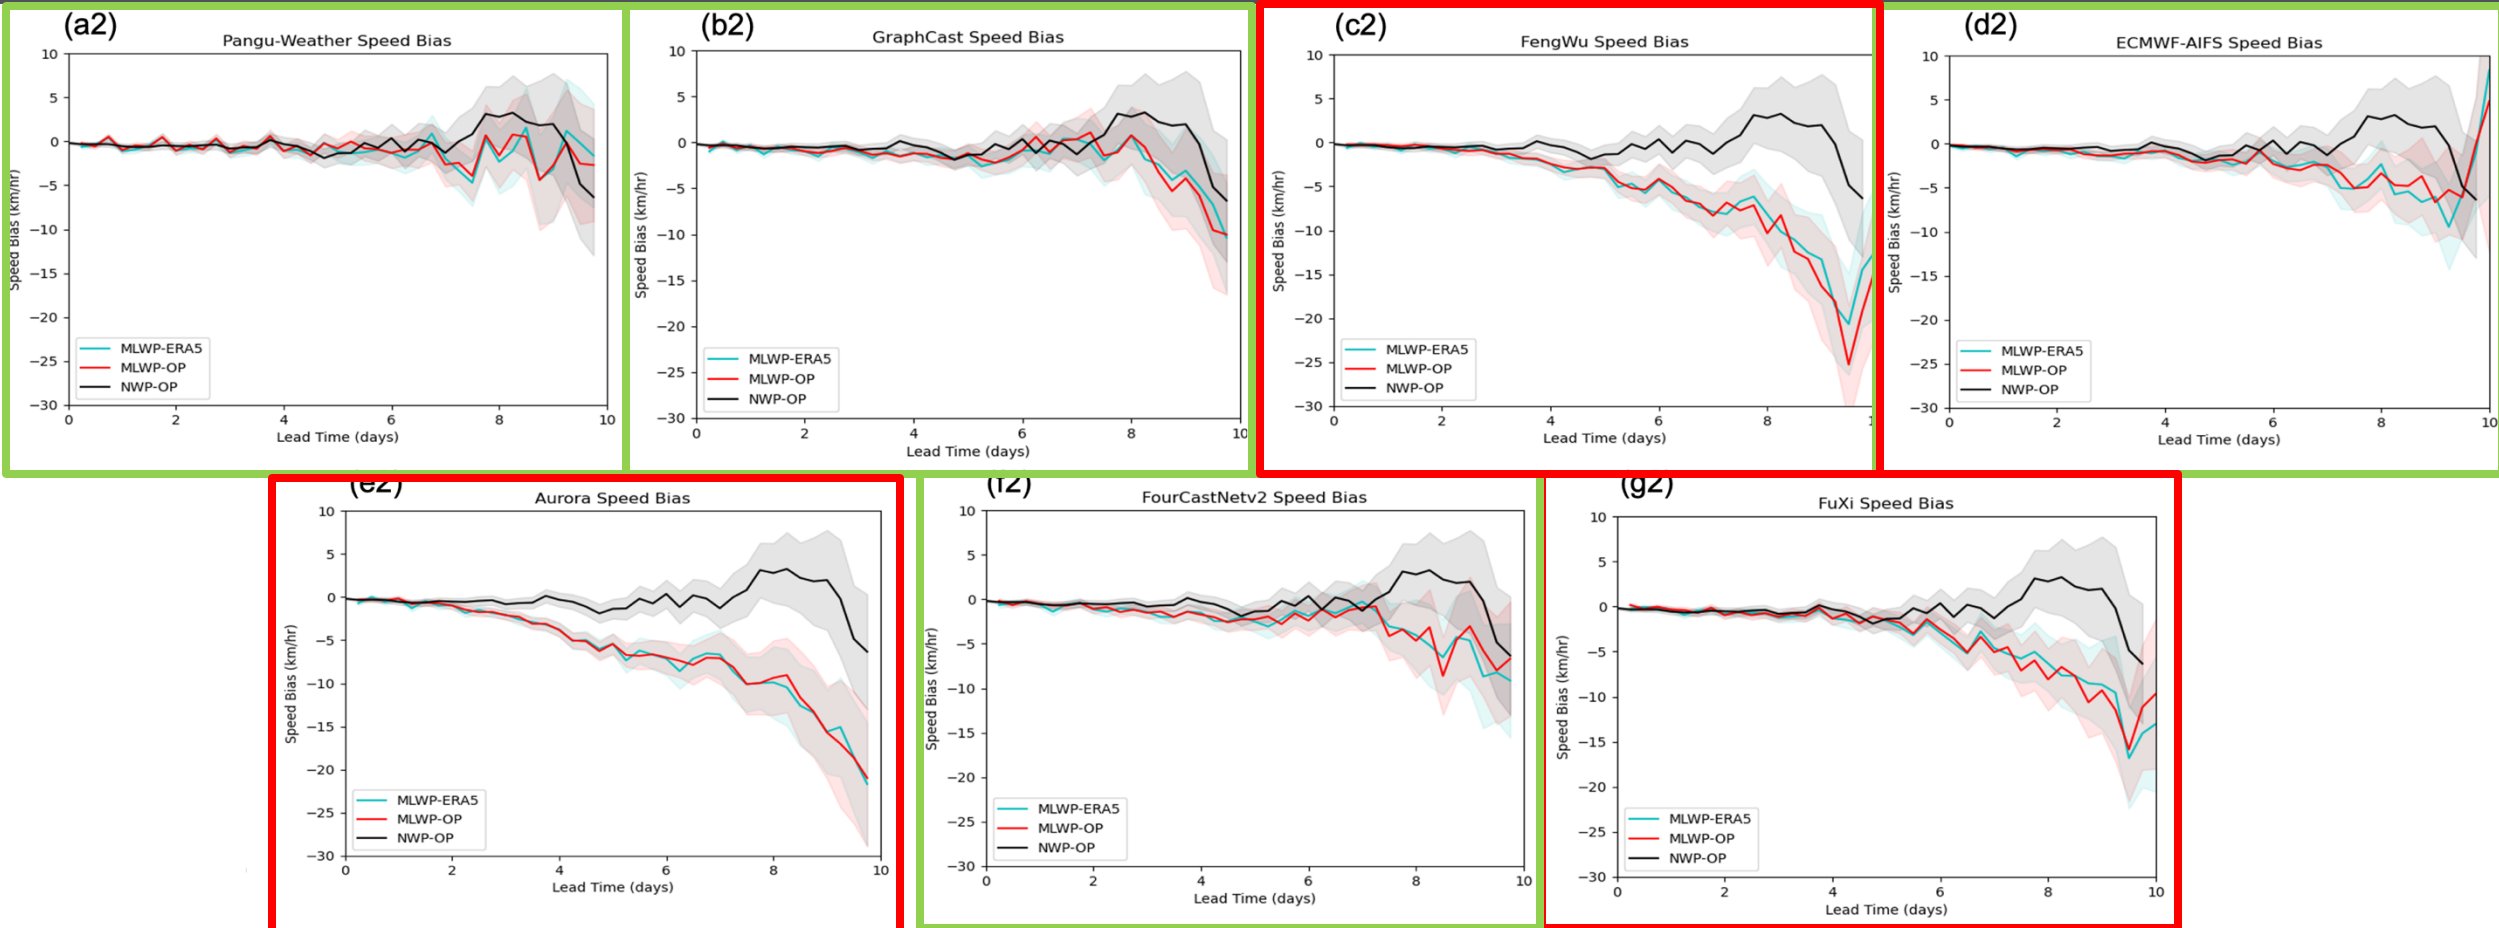 (a2)
Pangu-Weather Speed Bias
10
5
0
−5
−10
−15
−20
−25
−30
Speed Bias (km/hr)
MLWP-ERA5
MLWP-OP
NWP-OP
0 2 4 6 8 10
Lead Time (days)
(b2)
GraphCast Speed Bias
10
5
0
−5
−10
−15
−20
−25
−30
Speed Bias (km/hr)
MLWP-ERA5
MLWP-OP
NWP-OP
0 2 4 6 8 10
Lead Time (days)
(c2)
FengWu Speed Bias
10
5
0
−5
−10
−15
−20
−25
−30
Speed Bias (km/hr)
MLWP-ERA5
MLWP-OP
NWP-OP
0 2 4 6 8 1
Lead Time (days)
(d2)
ECMWF-AIFS Speed Bias
10
5
0
−5
−10
−15
−20
−25
−30
Speed Bias (km/hr)
MLWP-ERA5
MLWP-OP
NWP-OP
0 2 4 6 8 10
Lead Time (days)
(e2)
Aurora Speed Bias
10
5
0
−5
−10
−15
−20
−25
−30
Speed Bias (km/hr)
MLWP-ERA5
MLWP-OP
NWP-OP
0 2 4 6 8 10
Lead Time (days)
(f2)
FourCastNetv2 Speed Bias
10
5
0
−5
−10
−15
−20
−25
−30
Speed Bias (km/hr)
MLWP-ERA5
MLWP-OP
NWP-OP
0 2 4 6 8 10
Lead Time (days)
(g2)
FuXi Speed Bias
10
5
0
−5
−10
−15
−20
−25
−30
Speed Bias (km/hr)
MLWP-ERA5
MLWP-OP
NWP-OP
0 2 4 6 8 10
Lead Time (days)